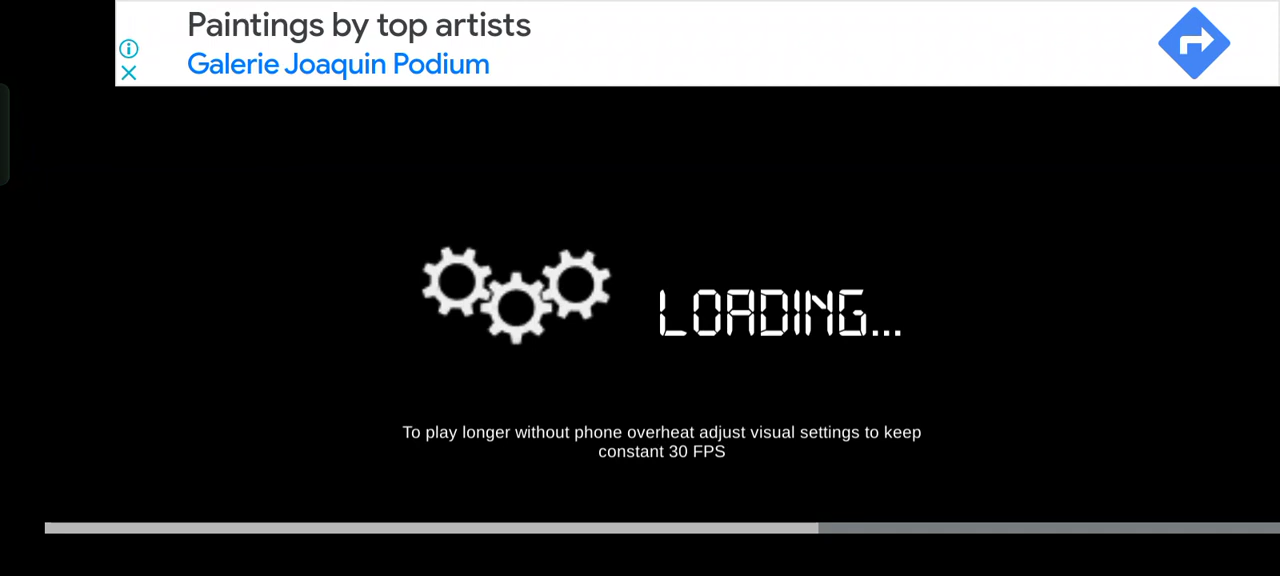 Paintings by top artists
Galerie Joaquin Podium
LOADING...
To play longer without phone overheat adjust visual settings to keep
constant 30 FPS